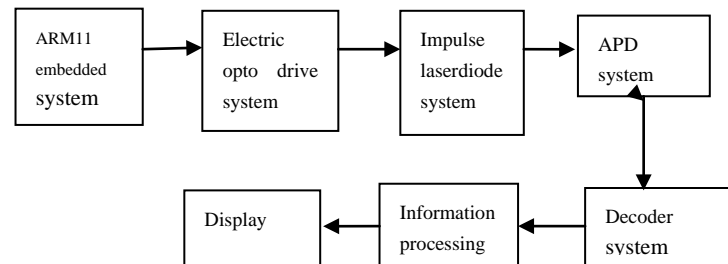 ARM11
embedded
system
Electric
opto drive
system
Impulse
laserdiode
system
APD
system
Display
Information
processing
Decoder
system